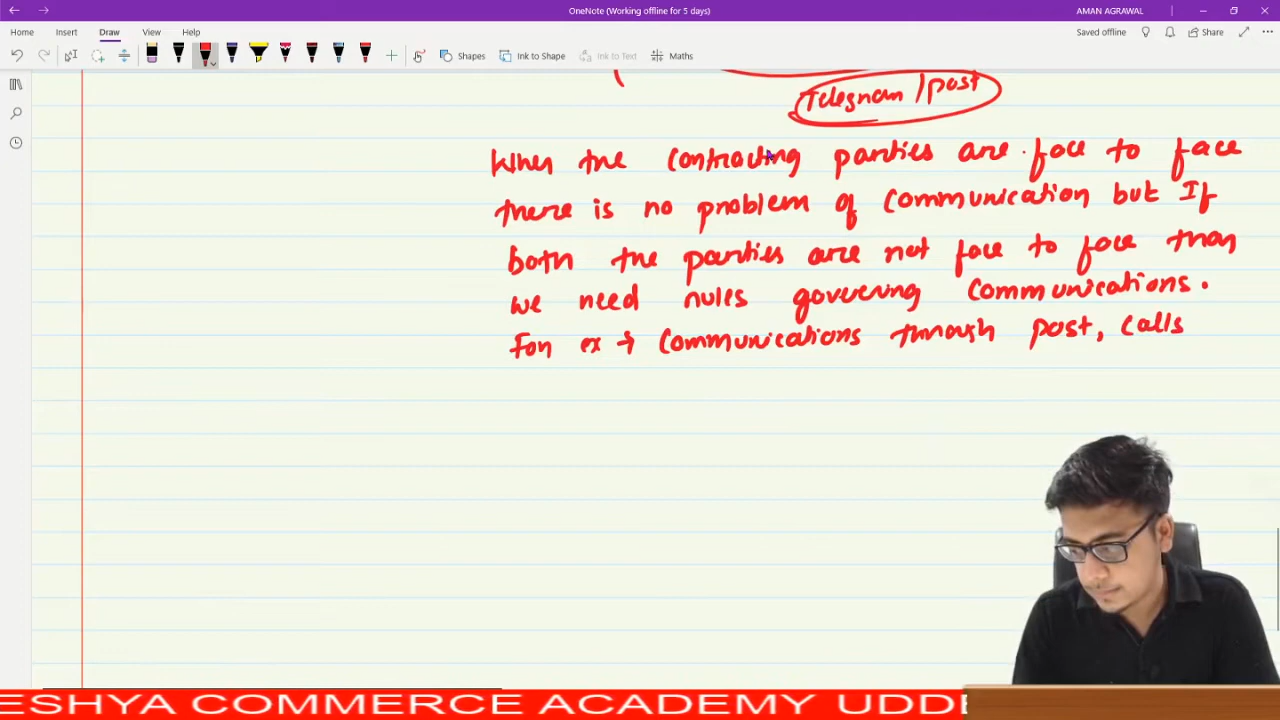 OneNote (Working offline for 5 days)
AMAN AGRAWAL
Home Insert Draw View Help
Saved offline
Share
Shapes
Ink to Shape
Ink to Text
Maths
Telegram / post
When the contracting parties are face to face
there is no problem of communication but If
both the parties are not face to face than
we need rules governing communications.
For ex → Communications through post, calls
ESHYA COMMERCE ACADEMY UDDE